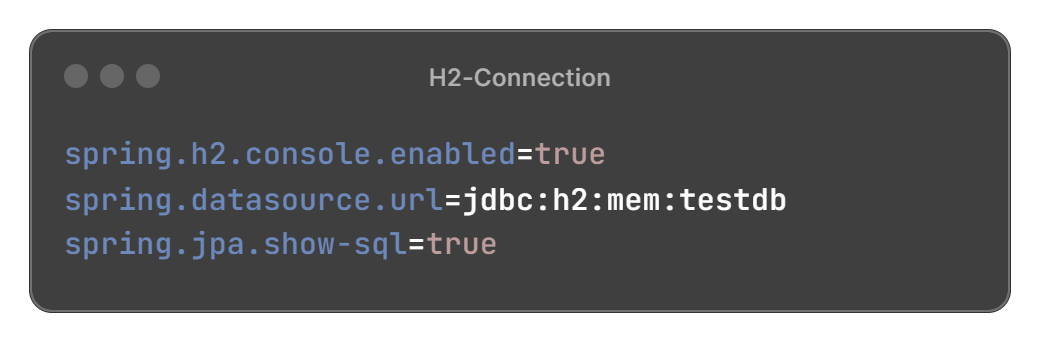 H2-Connection
spring.h2.console.enabled=true
spring.datasource.url=jdbc:h2:mem:testdb
spring.jpa.show-sql=true